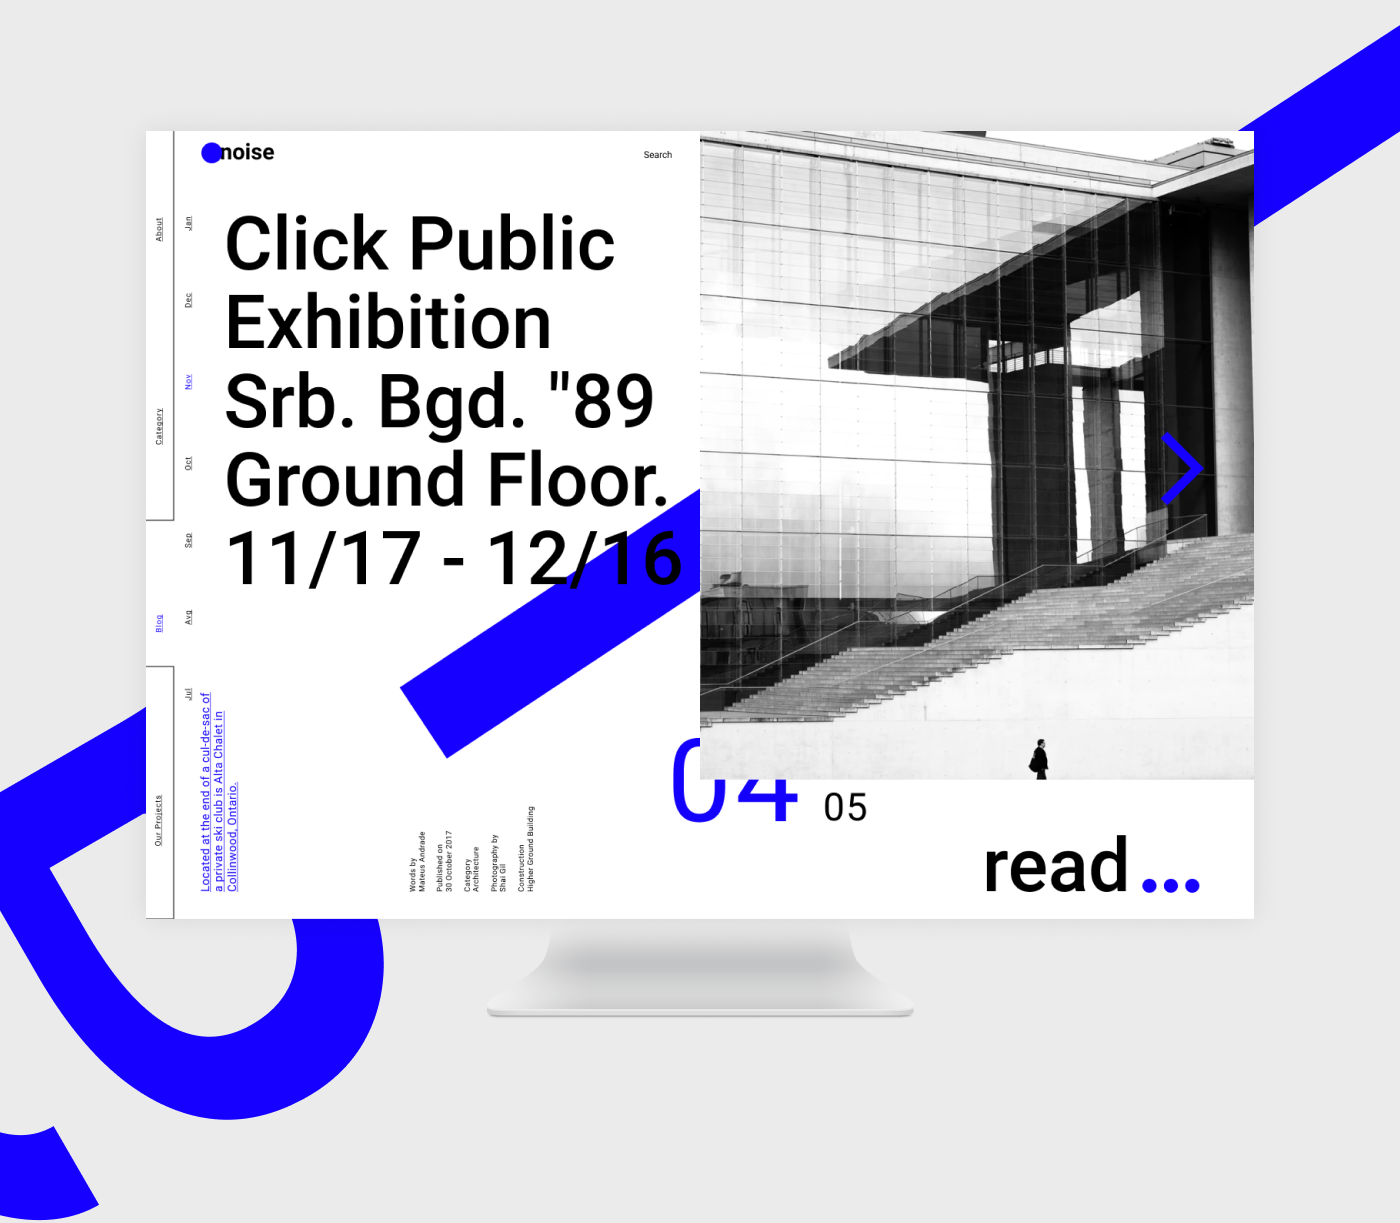 noise
Search
About
Category
Blog
Our Projects
Jan
Dec
Nov
Oct
Sep
Avg
Jul
Click Public
Exhibition
Srb. Bgd. "89
Ground Floor.
11/17 - 12/16
Located at the end of a cul-de-sac of
a private ski club is Alta Chalet in
Collinwood, Ontario.
Words by
Mateus Andrade
Published on
30 October 2017
Category
Architecture
Photography by
Shai Gil
Construction
Higher Ground Building
04
05
read...